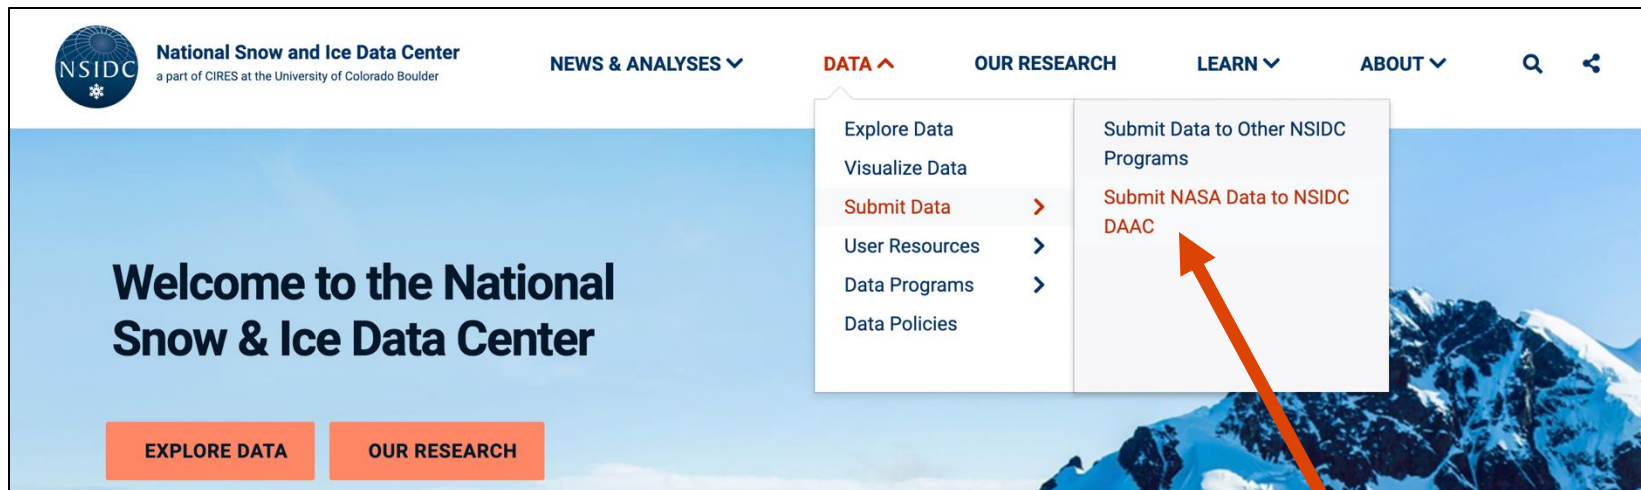 NSIDC
National Snow and Ice Data Center
a part of CIRES at the University of Colorado Boulder
NEWS & ANALYSES
DATA
OUR RESEARCH
LEARN
ABOUT
Explore Data
Visualize Data
Submit Data
User Resources
Data Programs
Data Policies
Submit Data to Other NSIDC
Programs
Submit NASA Data to NSIDC
DAAC
Welcome to the National
Snow & Ice Data Center
EXPLORE DATA
OUR RESEARCH